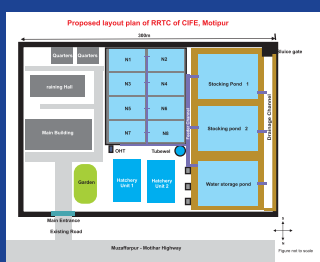 Proposed layout plan of RRTC of CIFE, Motipur
300m
Sluice gate
Quarters
Quarters
N1
N2
raining Hall
N3
N4
Stocking Pond 1
N5
N6
Main Building
N7
N8
Stocking pond 2
Drainage Channel
OHT
Tubewell
Garden
Hatchery
Unit 1
Hatchery
Unit 2
Water storage pond
Main Entrance
Existing Road
Muzaffarpur - Motihar Highway
Figure not to scale